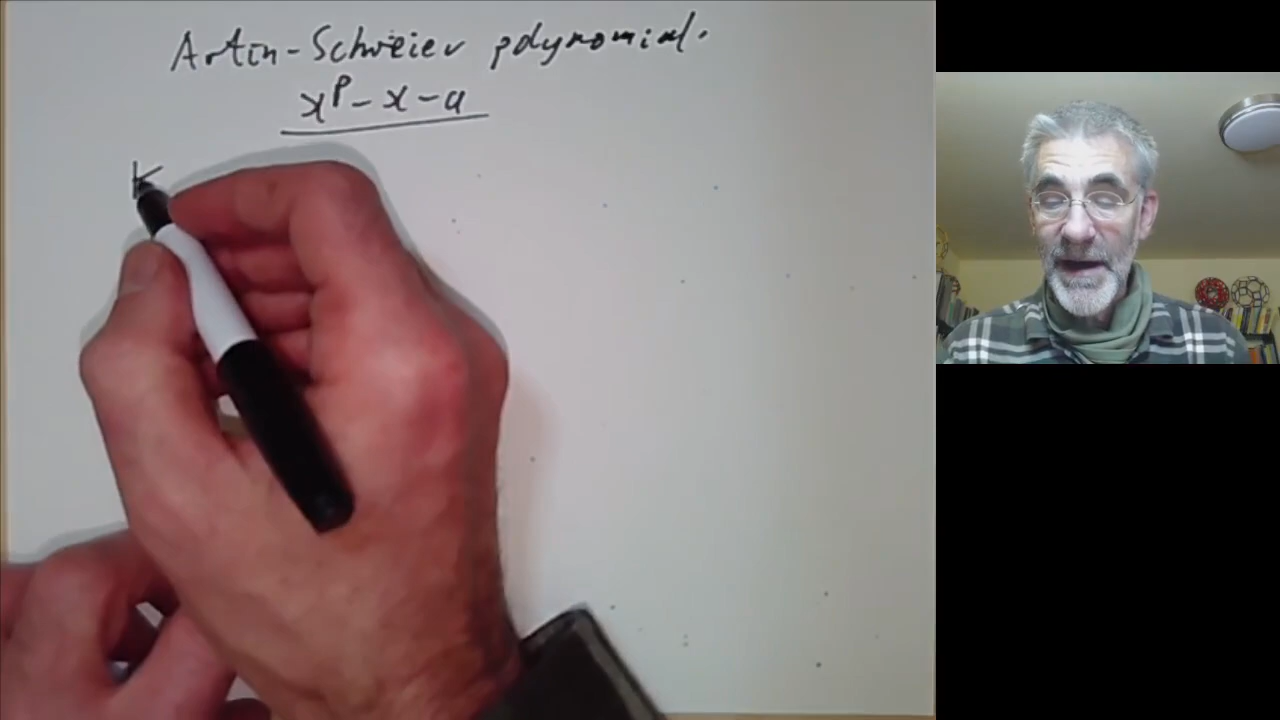 Artin-Schreier polynomial.
x^p - x - a
K